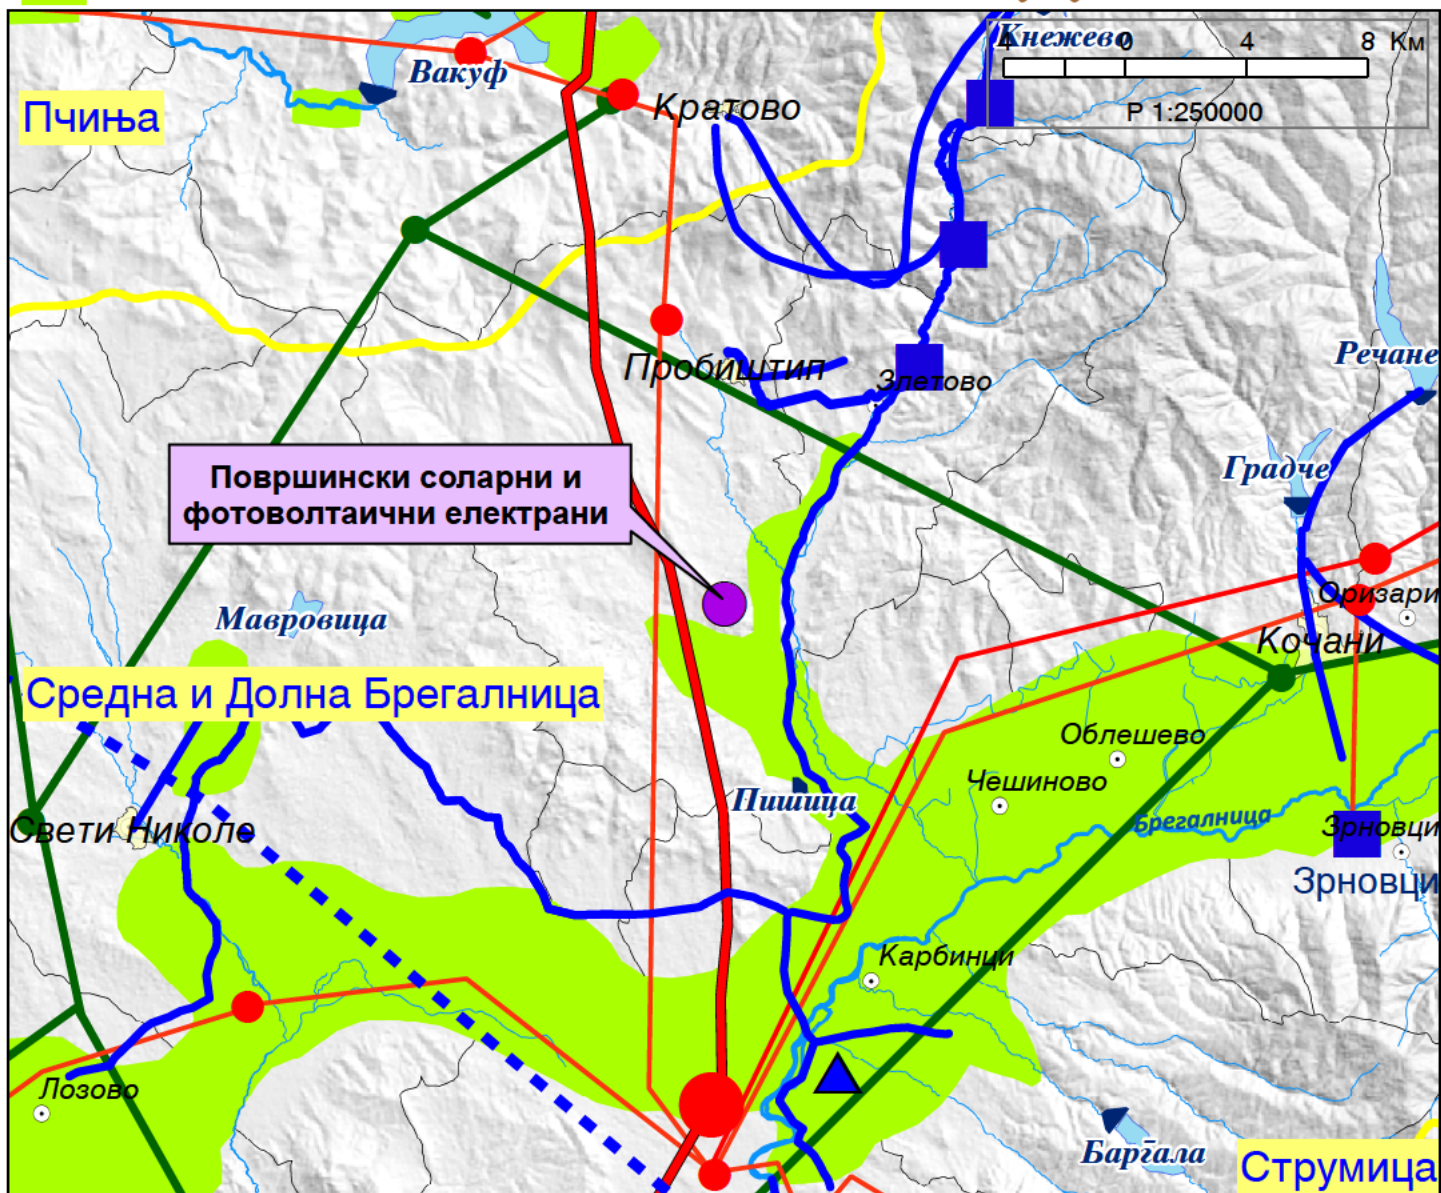 Кнежево
4 0 4 8 Км
Р 1:250000
Вакуф
Кратово
Пчиња
Речане
Пробиштип
Злетово
Површински соларни и
фотоволтаични електрани
Градче
Мавровица
Оризари
Кочани
Средна и Долна Брегалница
Облешево
Чешиново
Пишица
Брегалница
Зрновци
Свети Николе
Зрновци
Карбинци
Лозово
Баргала
Струмица